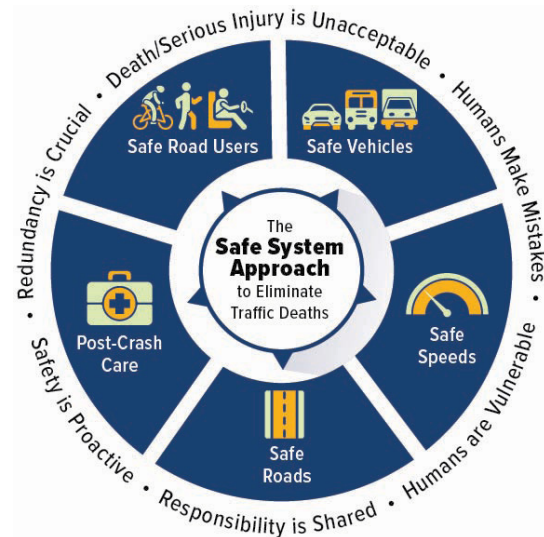 Death/Serious Injury is Unacceptable •
Humans Make Mistakes •
Humans are Vulnerable
• Responsibility is Shared •
Safety is Proactive
• Redundancy is Crucial •
Safe Road Users
Safe Vehicles
Safe
Speeds
Safe
Roads
Post-Crash
Care
The
Safe System
Approach
to Eliminate
Traffic Deaths